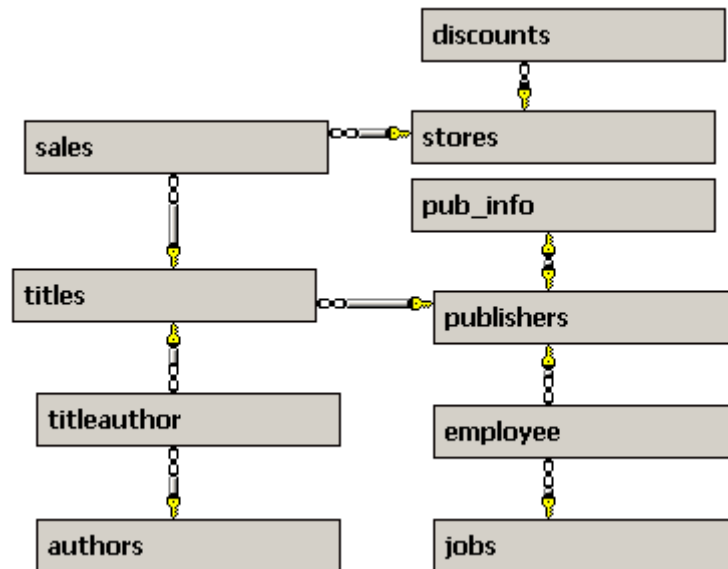 discounts
sales
stores
pub_info
titles
publishers
titleauthor
employee
authors
jobs